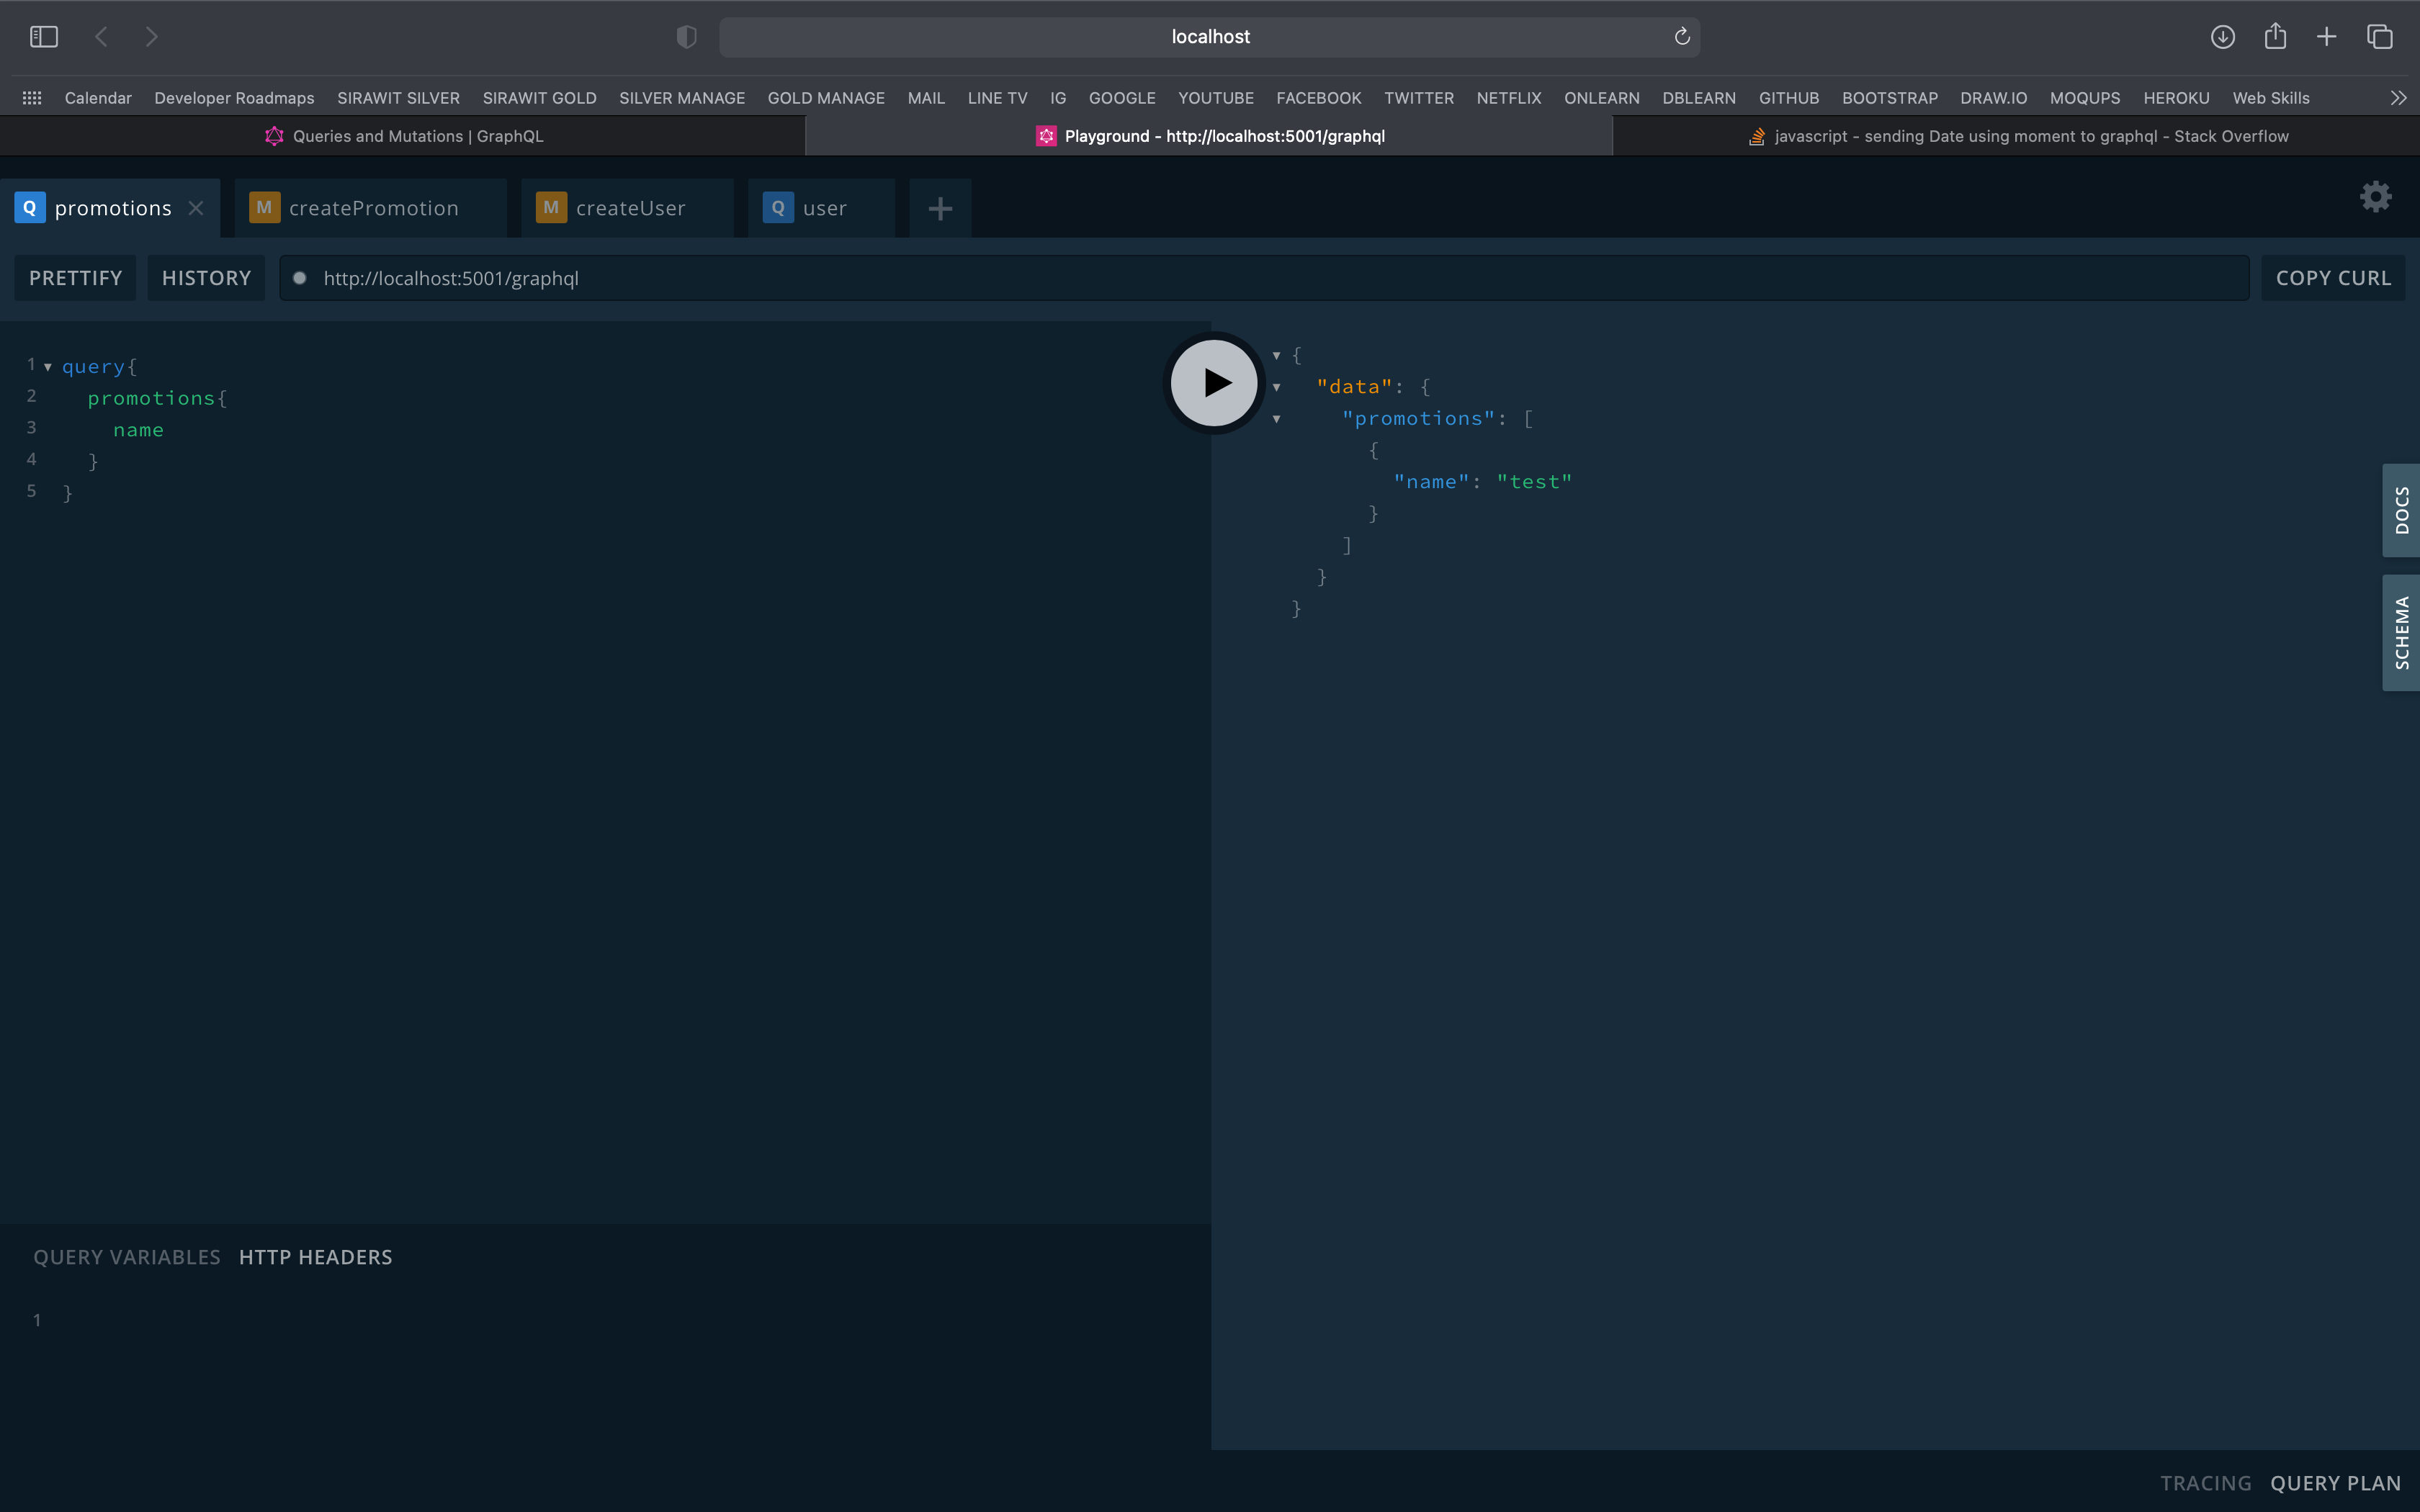 localhost
Calendar Developer Roadmaps SIRAWIT SILVER SIRAWIT GOLD SILVER MANAGE GOLD MANAGE MAIL LINE TV IG GOOGLE YOUTUBE FACEBOOK TWITTER NETFLIX ONLEARN DBLEARN GITHUB BOOTSTRAP DRAW.IO MOQUPS HEROKU Web Skills
Queries and Mutations | GraphQL Playground - http://localhost:5001/graphql javascript - sending Date using moment to graphql - Stack Overflow
Q promotions M createPromotion M createUser Q user
PRETTIFY HISTORY http://localhost:5001/graphql COPY CURL
1 query{
2 promotions{
3 name
4 }
5 }
{
"data": {
"promotions": [
{
"name": "test"
}
]
}
}
DOCS
SCHEMA
QUERY VARIABLES HTTP HEADERS
1
TRACING QUERY PLAN